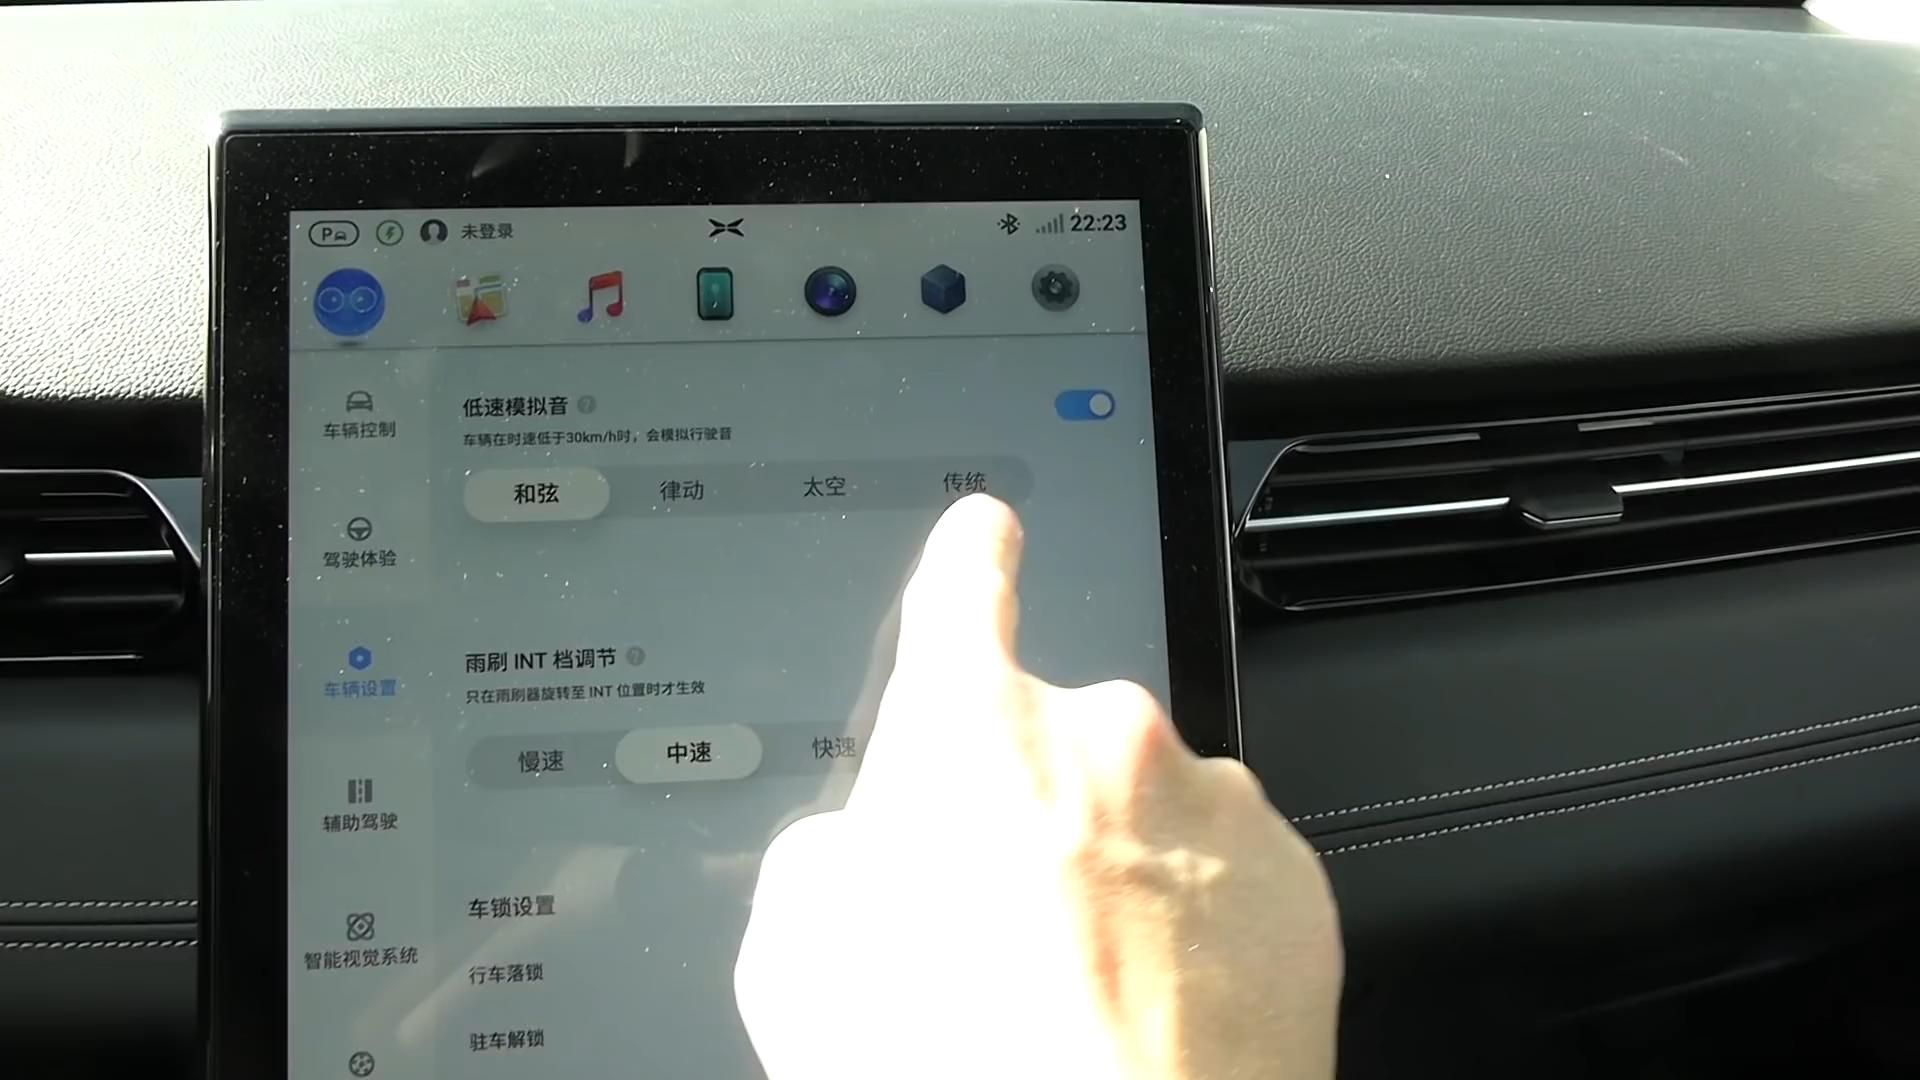 P
未登录
22:23
车辆控制
驾驶体验
车辆设置
辅助驾驶
智能视觉系统
低速模拟音 ?
车辆在时速低于30km/h时，会模拟行驶音
和弦 律动 太空 传统
雨刷 INT 档调节 ?
只在雨刷器旋转至 INT 位置时才生效
慢速 中速 快速
车锁设置
行车落锁
驻车解锁